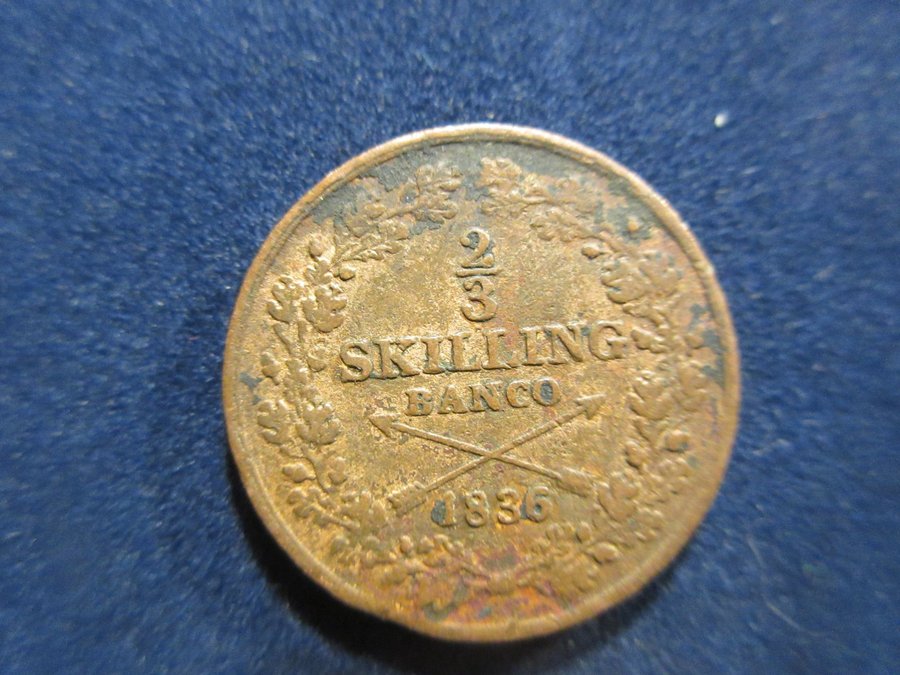 2/3
SKILLING
BANCO
1836